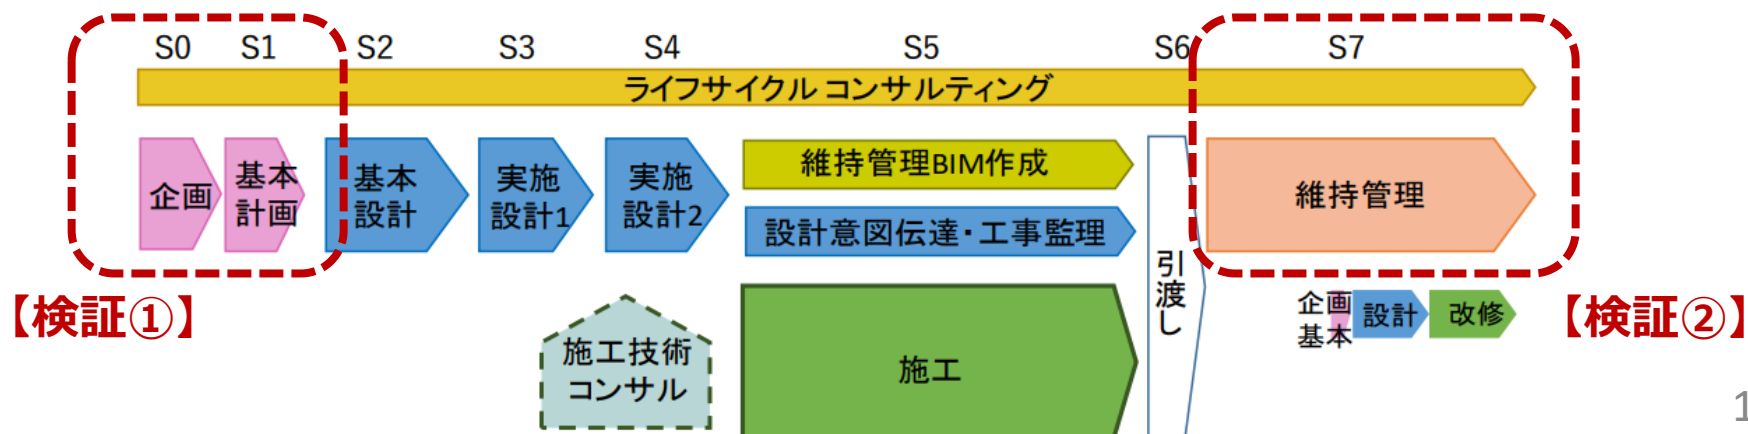 S0 S1 S2 S3 S4 S5 S6 S7
ライフサイクル コンサルティング
企画
基本
計画
基本
設計
実施
設計1
実施
設計2
維持管理BIM作成
設計意図伝達・工事監理
引渡し
維持管理
【検証①】
施工技術
コンサル
施工
企画
基本
設計
改修
【検証②】
1